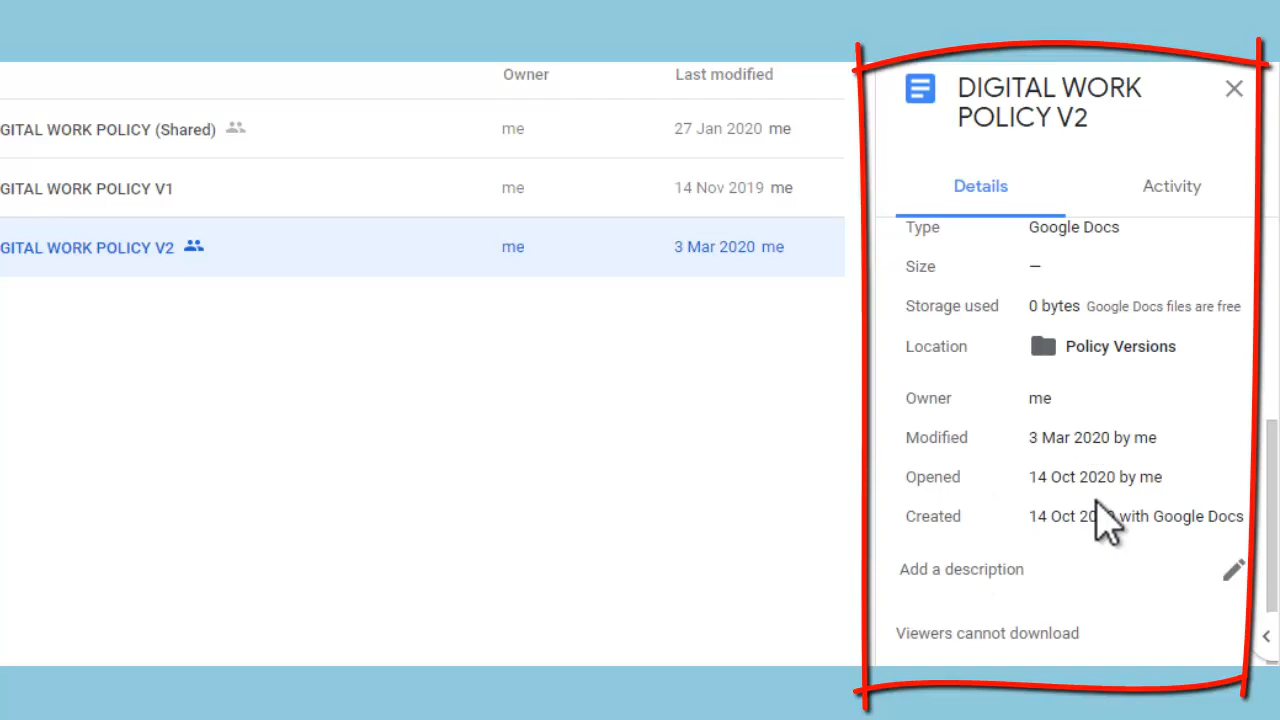 Owner Last modified
GITAL WORK POLICY (Shared) me 27 Jan 2020 me
GITAL WORK POLICY V1 me 14 Nov 2019 me
GITAL WORK POLICY V2 me 3 Mar 2020 me
DIGITAL WORK
POLICY V2
Details Activity
Type Google Docs
Size –
Storage used 0 bytes Google Docs files are free
Location Policy Versions
Owner me
Modified 3 Mar 2020 by me
Opened 14 Oct 2020 by me
Created 14 Oct with Google Docs
Add a description
Viewers cannot download